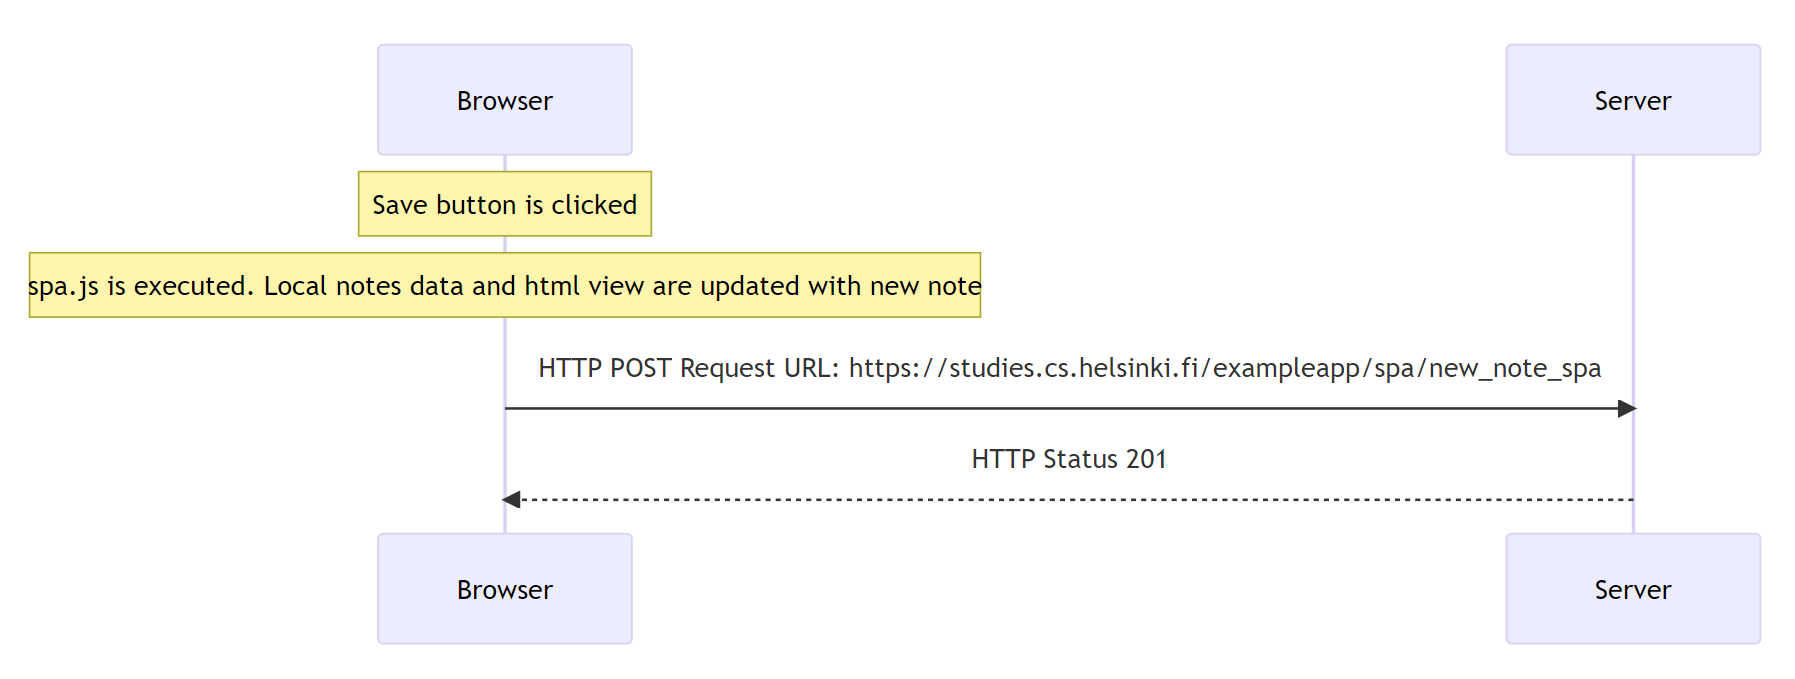 Browser
Server
Save button is clicked
spa.js is executed. Local notes data and html view are updated with new note
HTTP POST Request URL: https://studies.cs.helsinki.fi/exampleapp/spa/new_note_spa
HTTP Status 201
Browser
Server